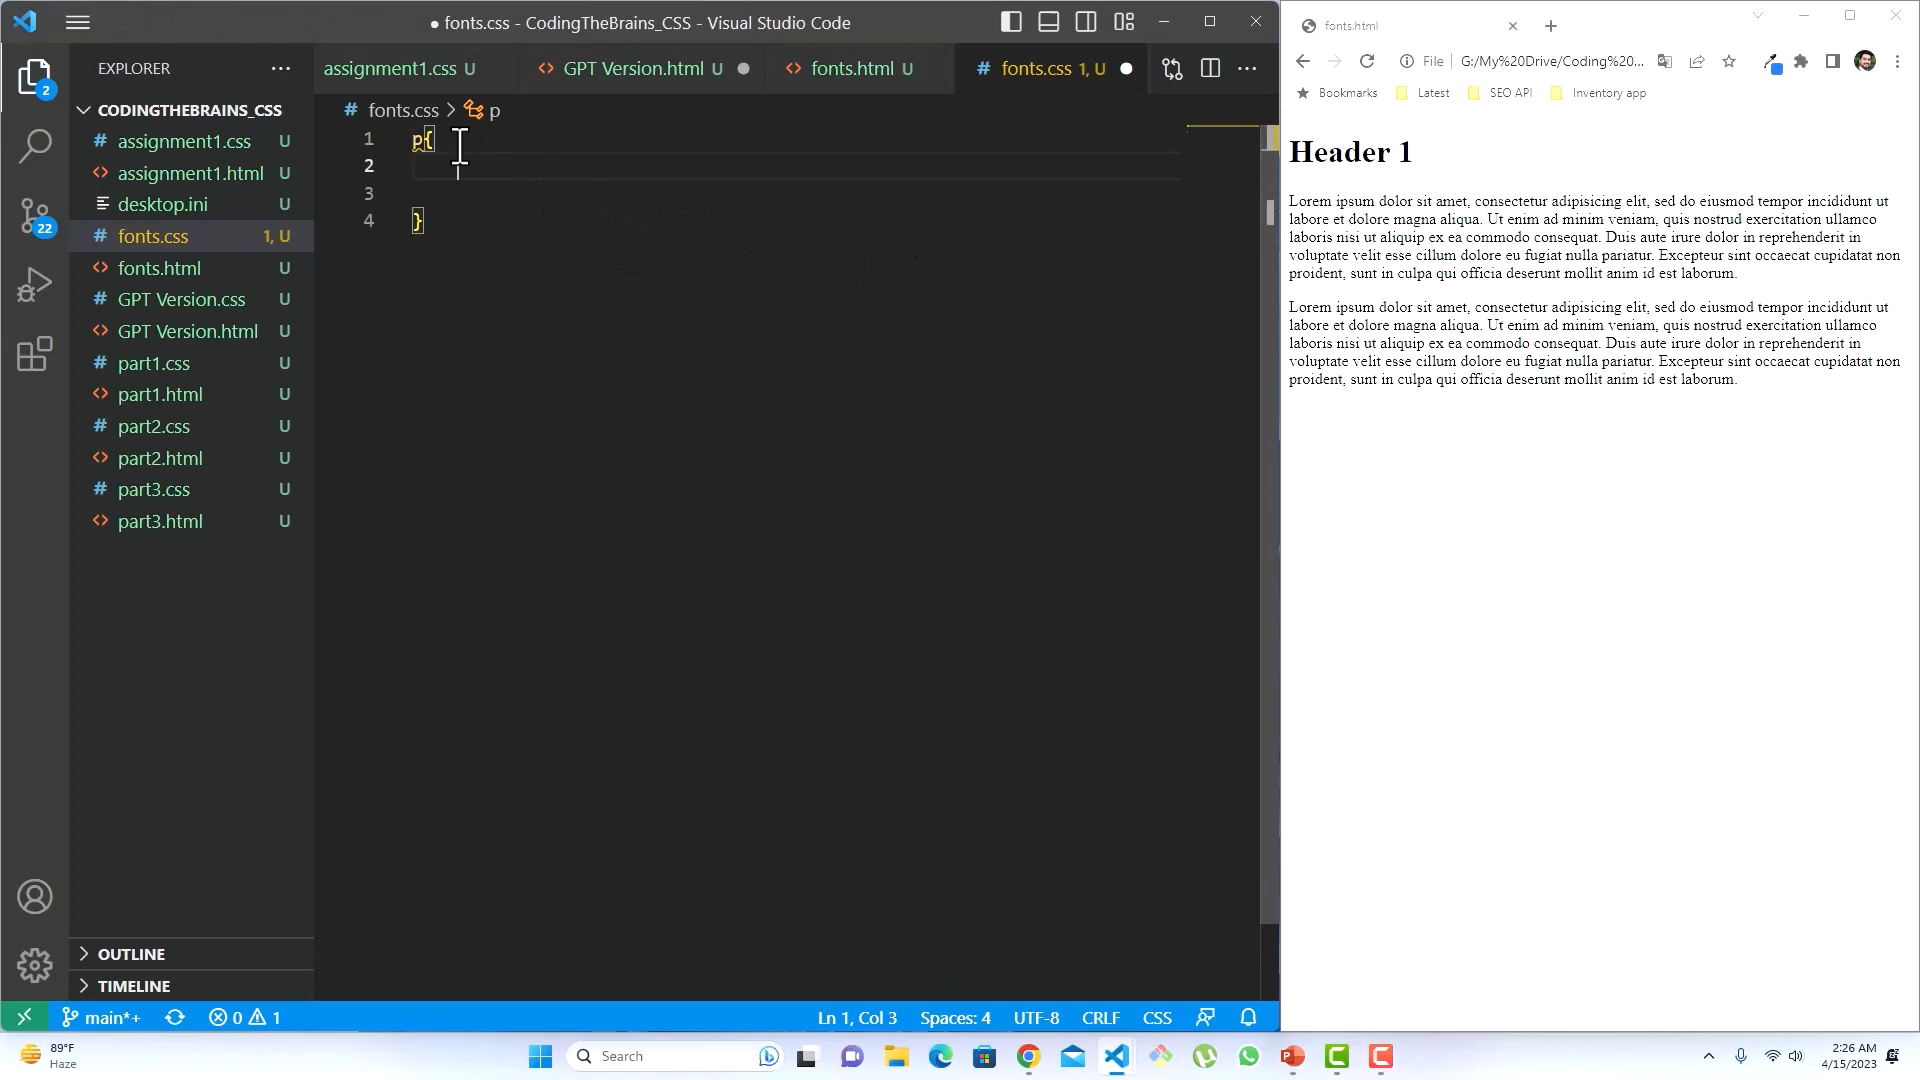 ● fonts.css - CodingTheBrains_CSS - Visual Studio Code
EXPLORER
CODINGTHEBRAINS_CSS
assignment1.css U
assignment1.html U
desktop.ini U
fonts.css 1, U
fonts.html U
GPT Version.css U
GPT Version.html U
part1.css U
part1.html U
part2.css U
part2.html U
part3.css U
part3.html U
OUTLINE
TIMELINE
2
22
assignment1.css U
GPT Version.html U
fonts.html U
fonts.css 1, U
fonts.css > p
1 p{
2
3
4 }
main*+ 0 1
Ln 1, Col 3 Spaces: 4 UTF-8 CRLF CSS
fonts.html
File G:/My%20Drive/Coding%20...
Bookmarks Latest SEO API Inventory app
Header 1
Lorem ipsum dolor sit amet, consectetur adipisicing elit, sed do eiusmod tempor incididunt ut
labore et dolore magna aliqua. Ut enim ad minim veniam, quis nostrud exercitation ullamco
laboris nisi ut aliquip ex ea commodo consequat. Duis aute irure dolor in reprehenderit in
voluptate velit esse cillum dolore eu fugiat nulla pariatur. Excepteur sint occaecat cupidatat non
proident, sunt in culpa qui officia deserunt mollit anim id est laborum.
Lorem ipsum dolor sit amet, consectetur adipisicing elit, sed do eiusmod tempor incididunt ut
labore et dolore magna aliqua. Ut enim ad minim veniam, quis nostrud exercitation ullamco
laboris nisi ut aliquip ex ea commodo consequat. Duis aute irure dolor in reprehenderit in
voluptate velit esse cillum dolore eu fugiat nulla pariatur. Excepteur sint occaecat cupidatat non
proident, sunt in culpa qui officia deserunt mollit anim id est laborum.
89°F
Haze
Search
2:26 AM
4/15/2023